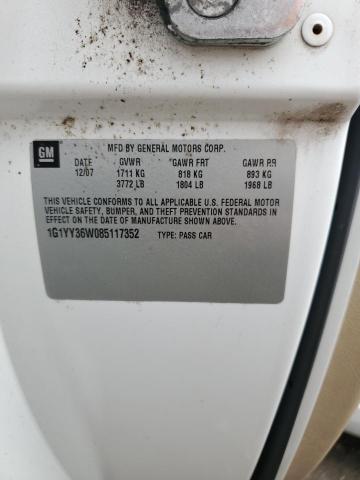 GM
MFD BY GENERAL MOTORS CORP.
DATE GVWR GAWR FRT GAWR RR
12/07 1711 KG 818 KG 893 KG
3772 LB 1804 LB 1968 LB
THIS VEHICLE CONFORMS TO ALL APPLICABLE U.S. FEDERAL MOTOR
VEHICLE SAFETY, BUMPER, AND THEFT PREVENTION STANDARDS
IN EFFECT ON THE DATE OF MANUFACTURE SHOWN ABOVE.
1G1YY36W085117352 TYPE: PASS CAR